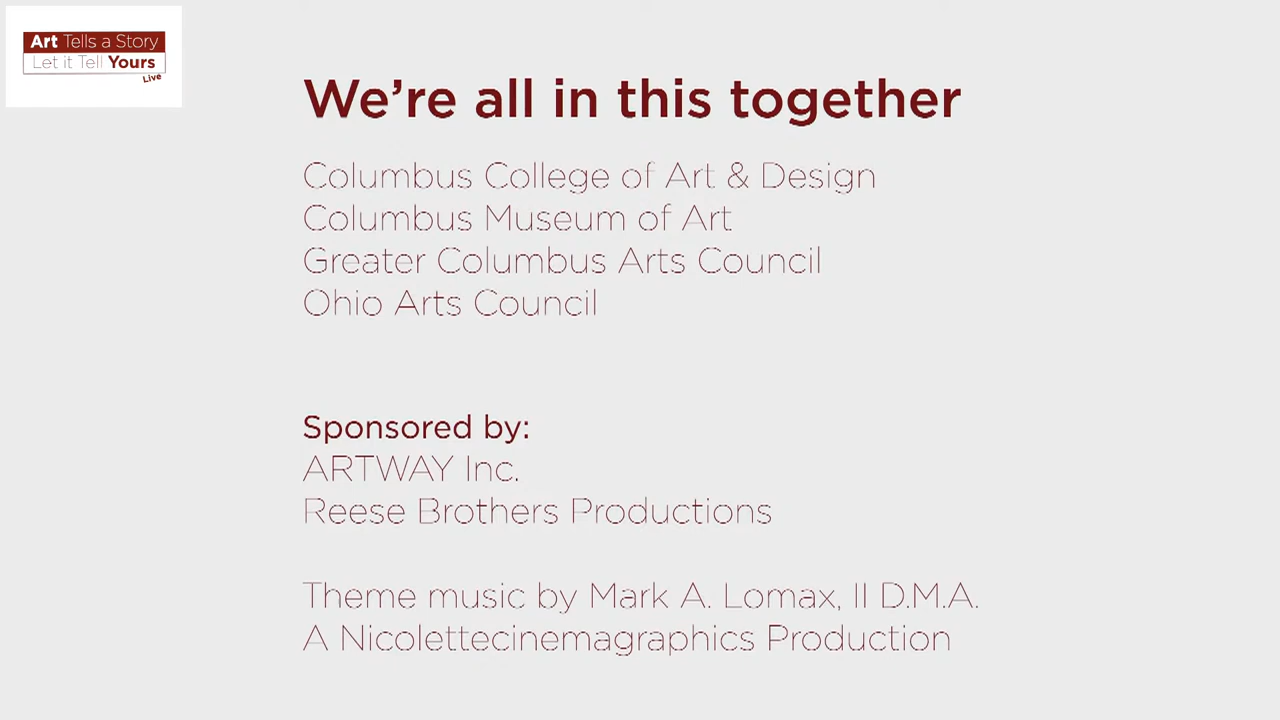 Art Tells a Story
Let it Tell Yours
Live
We're all in this together
Columbus College of Art & Design
Columbus Museum of Art
Greater Columbus Arts Council
Ohio Arts Council
Sponsored by:
ARTWAY Inc.
Reese Brothers Productions
Theme music by Mark A. Lomax, II D.M.A.
A Nicolettecinemagraphics Production